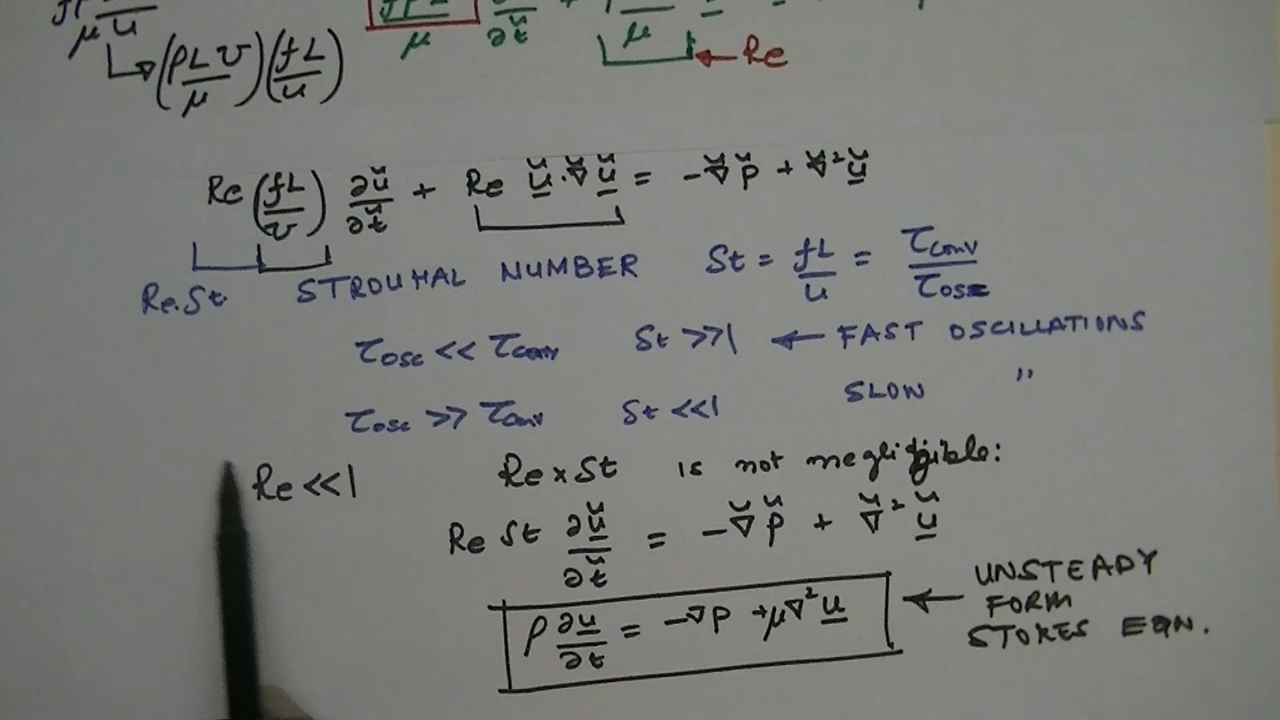 μ u
↳ (ρLU/μ)(fL/u)
μ ∂t̃ μ ← Re
Re (fL/U) ∂ũ/∂t̃ + Re ũ·∇̃ũ = -∇̃p̃ + ∇̃²ũ
Re.St STROUHAL NUMBER St = fL/u = τconv/τosc
τosc << τconv St >>1 ← FAST OSCILLATIONS
τosc >> τconv St <<1 SLOW "
Re <<1 Re x St is not negligible:
Re St ∂ũ/∂t̃ = -∇̃p̃ + ∇̃²ũ
ρ ∂u/∂t = -∇p + μ∇²u ← UNSTEADY
FORM
STOKES EQN.